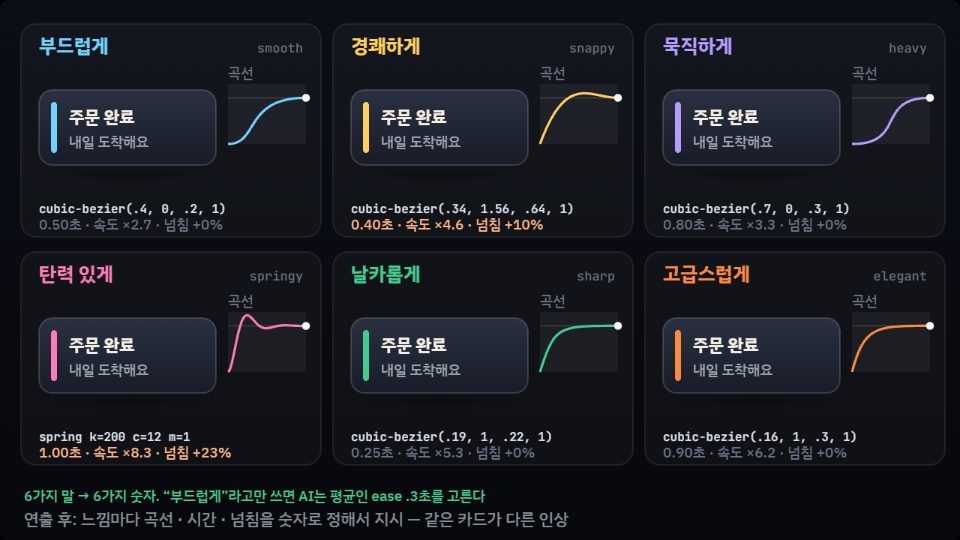 부드럽게 smooth
곡선
주문 완료
내일 도착해요
cubic-bezier(.4, 0, .2, 1)
0.50초 · 속도 ×2.7 · 넘침 +0%
경쾌하게 snappy
곡선
주문 완료
내일 도착해요
cubic-bezier(.34, 1.56, .64, 1)
0.40초 · 속도 ×4.6 · 넘침 +10%
묵직하게 heavy
곡선
주문 완료
내일 도착해요
cubic-bezier(.7, 0, .3, 1)
0.80초 · 속도 ×3.3 · 넘침 +0%
탄력 있게 springy
곡선
주문 완료
내일 도착해요
spring k=200 c=12 m=1
1.00초 · 속도 ×8.3 · 넘침 +23%
날카롭게 sharp
곡선
주문 완료
내일 도착해요
cubic-bezier(.19, 1, .22, 1)
0.25초 · 속도 ×5.3 · 넘침 +0%
고급스럽게 elegant
곡선
주문 완료
내일 도착해요
cubic-bezier(.16, 1, .3, 1)
0.90초 · 속도 ×6.2 · 넘침 +0%
6가지 말 → 6가지 숫자. “부드럽게”라고만 쓰면 AI는 평균인 ease .3초를 고른다
연출 후: 느낌마다 곡선 · 시간 · 넘침을 숫자로 정해서 지시 — 같은 카드가 다른 인상